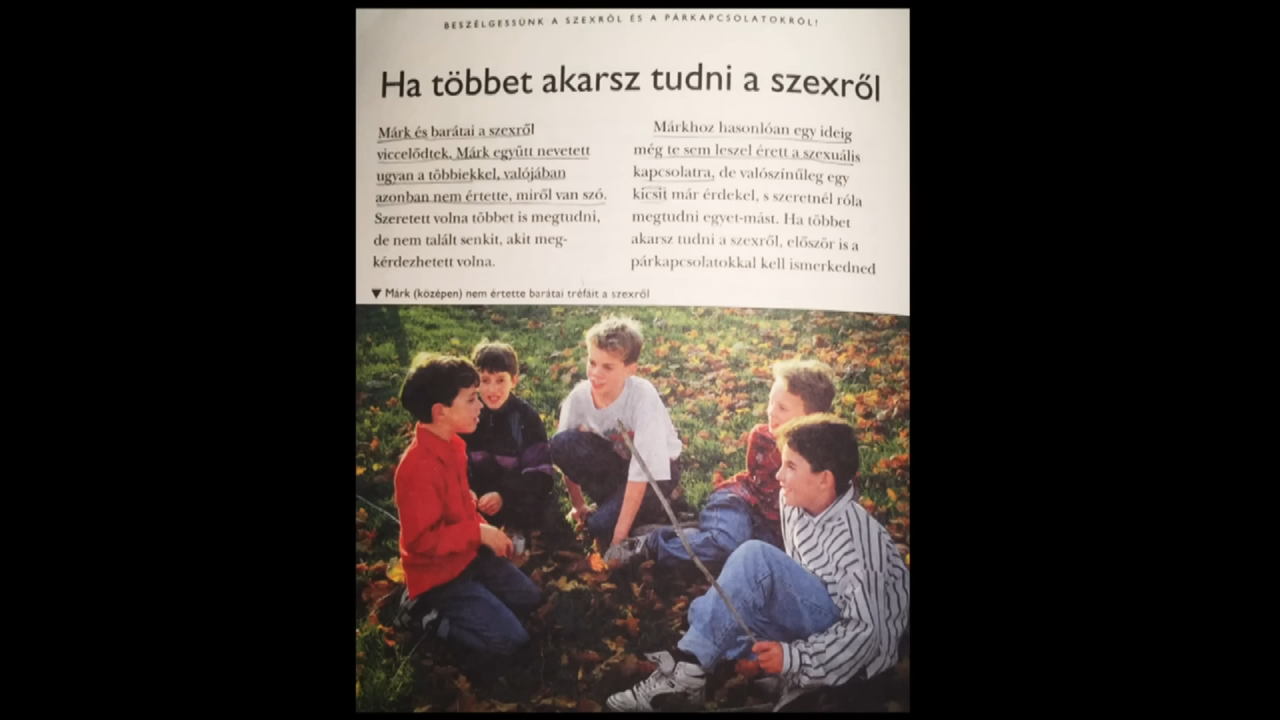 BESZÉLGESSÜNK A SZEXRŐL ÉS A PÁRKAPCSOLATOKRÓL!
Ha többet akarsz tudni a szexről
Márk és barátai a szexről
viccelődtek. Márk együtt nevetett
ugyan a többiekkel, valójában
azonban nem értette, miről van szó.
Szeretett volna többet is megtudni,
de nem talált senkit, akit meg-
kérdezhetett volna.
Márkhoz hasonlóan egy ideig
még te sem leszel érett a szexuális
kapcsolatra, de valószínűleg egy
kicsit már érdekel, s szeretnél róla
megtudni egyet-mást. Ha többet
akarsz tudni a szexről, először is a
párkapcsolatokkal kell ismerkedned
▼ Márk (középen) nem értette barátai tréfáit a szexről